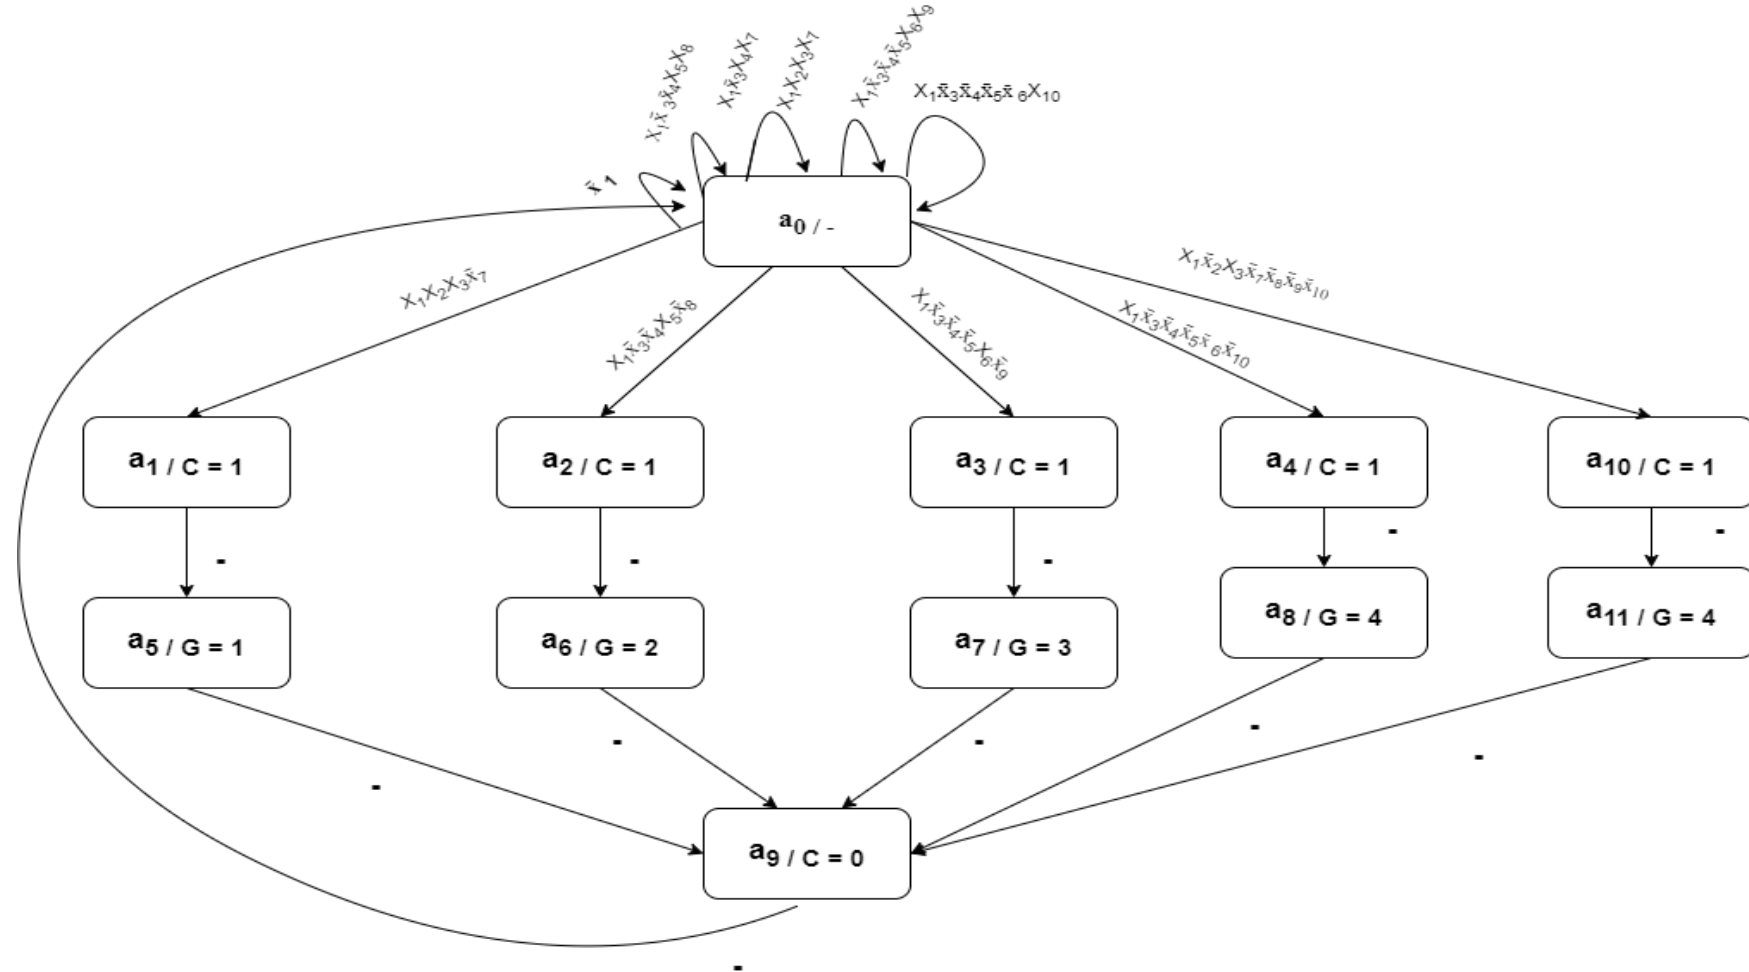 X₁x̄₃x̄₄X₅X₈
X₁x̄₃X₄X₇
X₁X₂X₃X₇
X₁x̄₃x̄₄x̄₅X₆X₉
X₁x̄₃x̄₄x̄₅x̄ ₆X₁₀
x̄ ₁
a₀ / -
X₁X₂X₃x̄₇
X₁x̄₃x̄₄X₅x̄₈
X₁x̄₃x̄₄x̄₅X₆x̄₉
X₁x̄₃x̄₄x̄₅x̄ ₆x̄₁₀
X₁x̄₂X₃x̄₇x̄₈x̄₉x̄₁₀
a₁ / C = 1
a₂ / C = 1
a₃ / C = 1
a₄ / C = 1
a₁₀ / C = 1
-
-
-
-
-
a₅ / G = 1
a₆ / G = 2
a₇ / G = 3
a₈ / G = 4
a₁₁ / G = 4
-
-
-
-
-
a₉ / C = 0
-